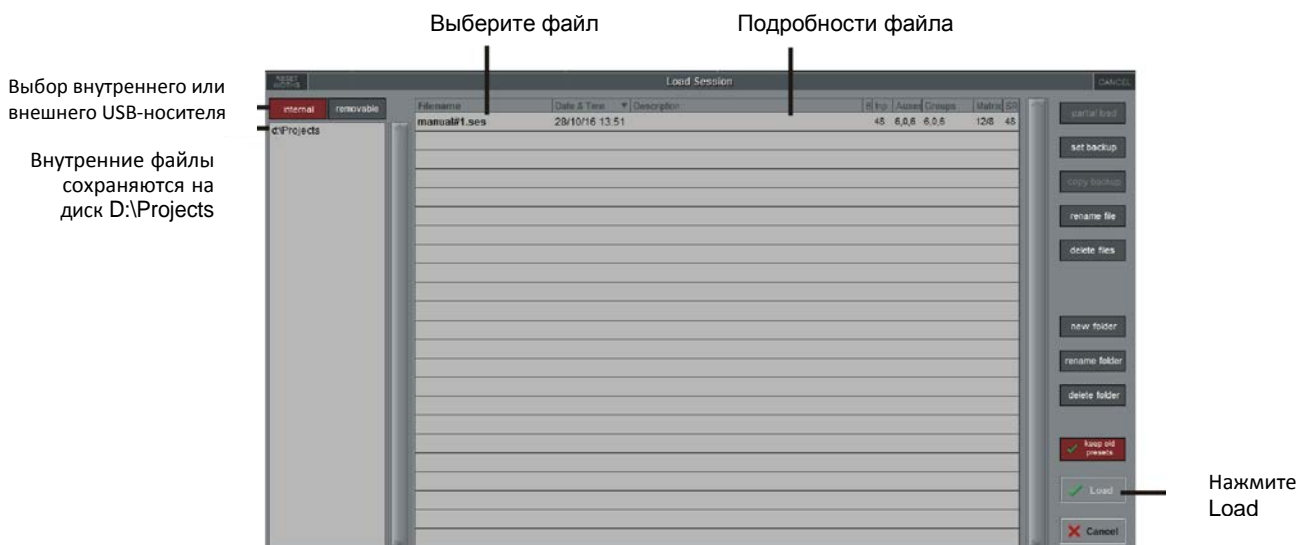 Выберите файл
Подробности файла
Выбор внутреннего или
внешнего USB-носителя
Внутренние файлы
сохраняются на
диск D:\Projects
Load Session
CANCEL
internal
removable
d:\Projects
Filename Date & Time ▼ Description B Inp Auxes Groups Matrix SR
manual#1.ses 28/10/16 13:51 48 6,0,6 6,0,6 12/8 48
partial load
set backup
copy backup
rename file
delete files
new folder
rename folder
delete folder
keep old
presets
Load
Cancel
Нажмите
Load